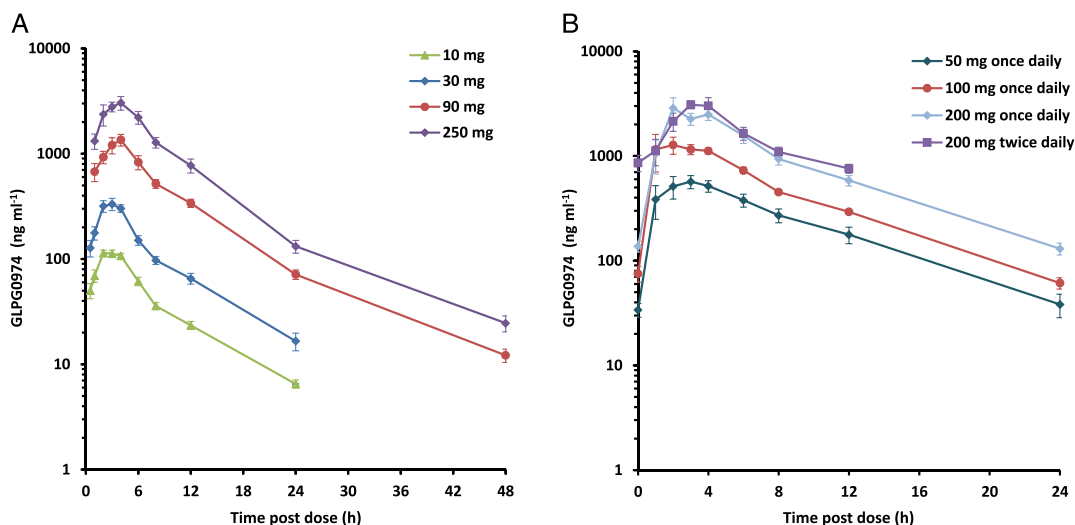 A
10000
1000
100
10
1
GLPG0974 (ng ml-1)
10 mg
30 mg
90 mg
250 mg
0 6 12 18 24 30 36 42 48
Time post dose (h)
B
10000
1000
100
10
1
GLPG0974 (ng ml-1)
50 mg once daily
100 mg once daily
200 mg once daily
200 mg twice daily
0 4 8 12 16 20 24
Time post dose (h)